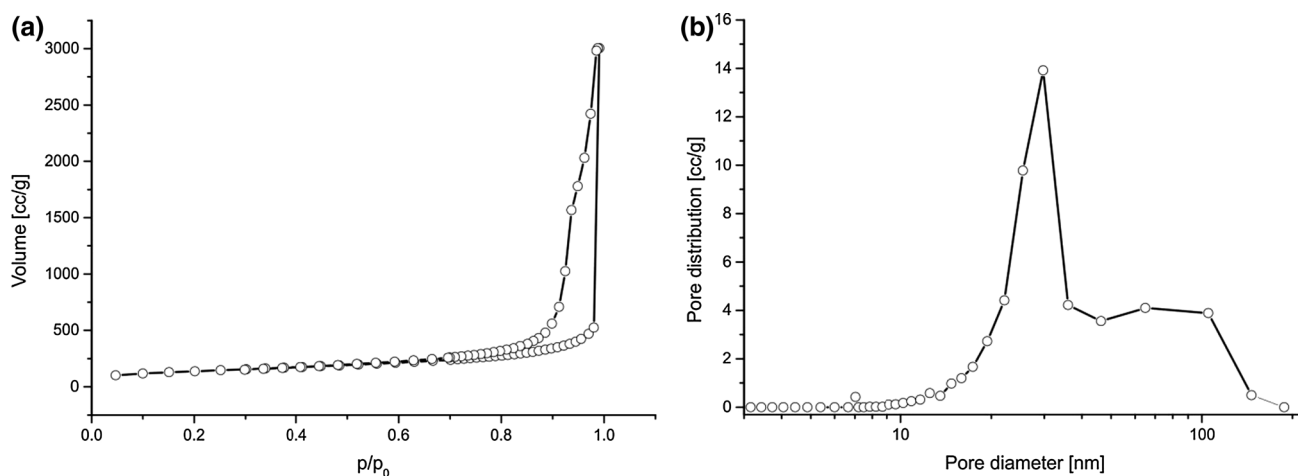 (a)
3000
2500
2000
1500
1000
500
0
Volume [cc/g]
0.0 0.2 0.4 0.6 0.8 1.0
p/p0
(b)
16
14
12
10
8
6
4
2
0
Pore distribution [cc/g]
10 100
Pore diameter [nm]